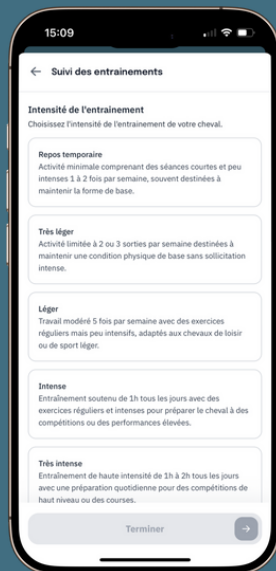 15:09
Suivi des entrainements
Intensité de l'entrainement
Choisissez l'intensité de l'entrainement de votre cheval.
Repos temporaire
Activité minimale comprenant des séances courtes et peu
intenses 1 à 2 fois par semaine, souvent destinées à
maintenir la forme de base.
Très léger
Activité limitée à 2 ou 3 sorties par semaine destinées à
maintenir une condition physique de base sans sollicitation
intense.
Léger
Travail modéré 5 fois par semaine avec des exercices
réguliers mais peu intensifs, adaptés aux chevaux de loisir
ou de sport léger.
Intense
Entraînement soutenu de 1h tous les jours avec des
exercices réguliers et intenses pour préparer le cheval à des
compétitions ou des performances élevées.
Très intense
Entraînement de haute intensité de 1h à 2h tous les jours
avec une préparation quotidienne pour des compétitions de
haut niveau ou des courses.
Terminer